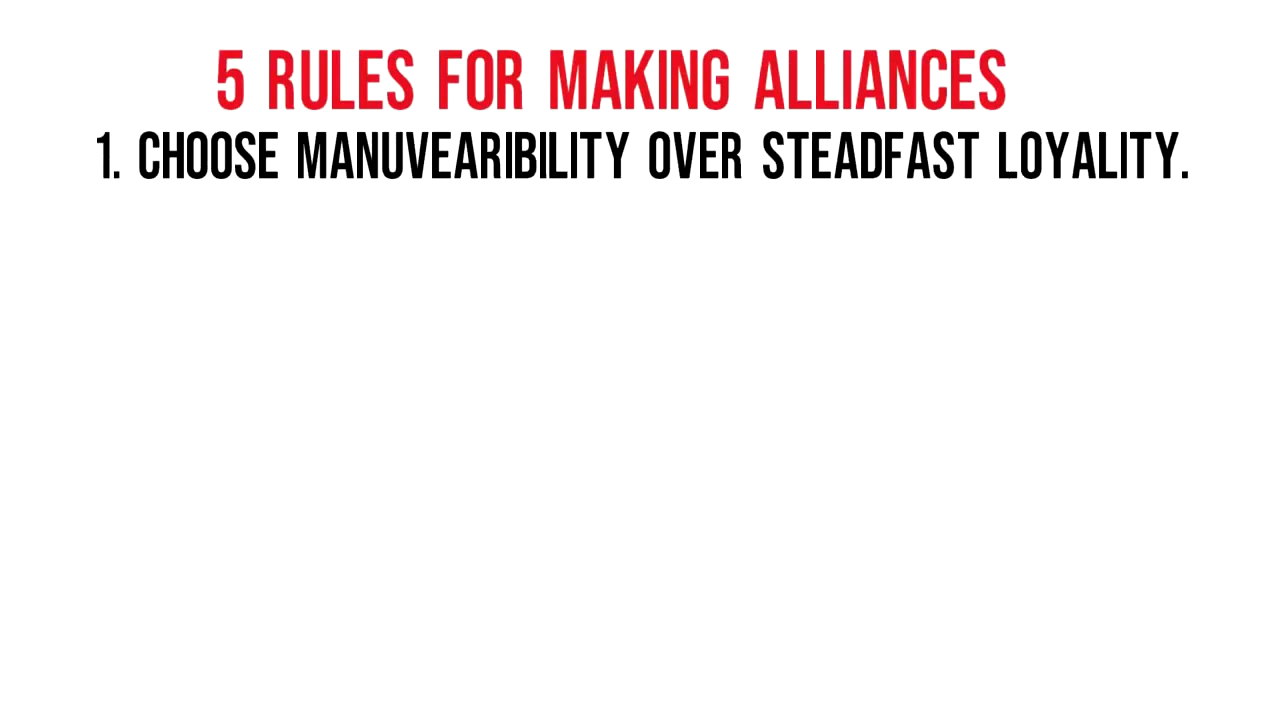 5 RULES FOR MAKING ALLIANCES
1. CHOOSE MANUVEARIBILITY OVER STEADFAST LOYALITY.